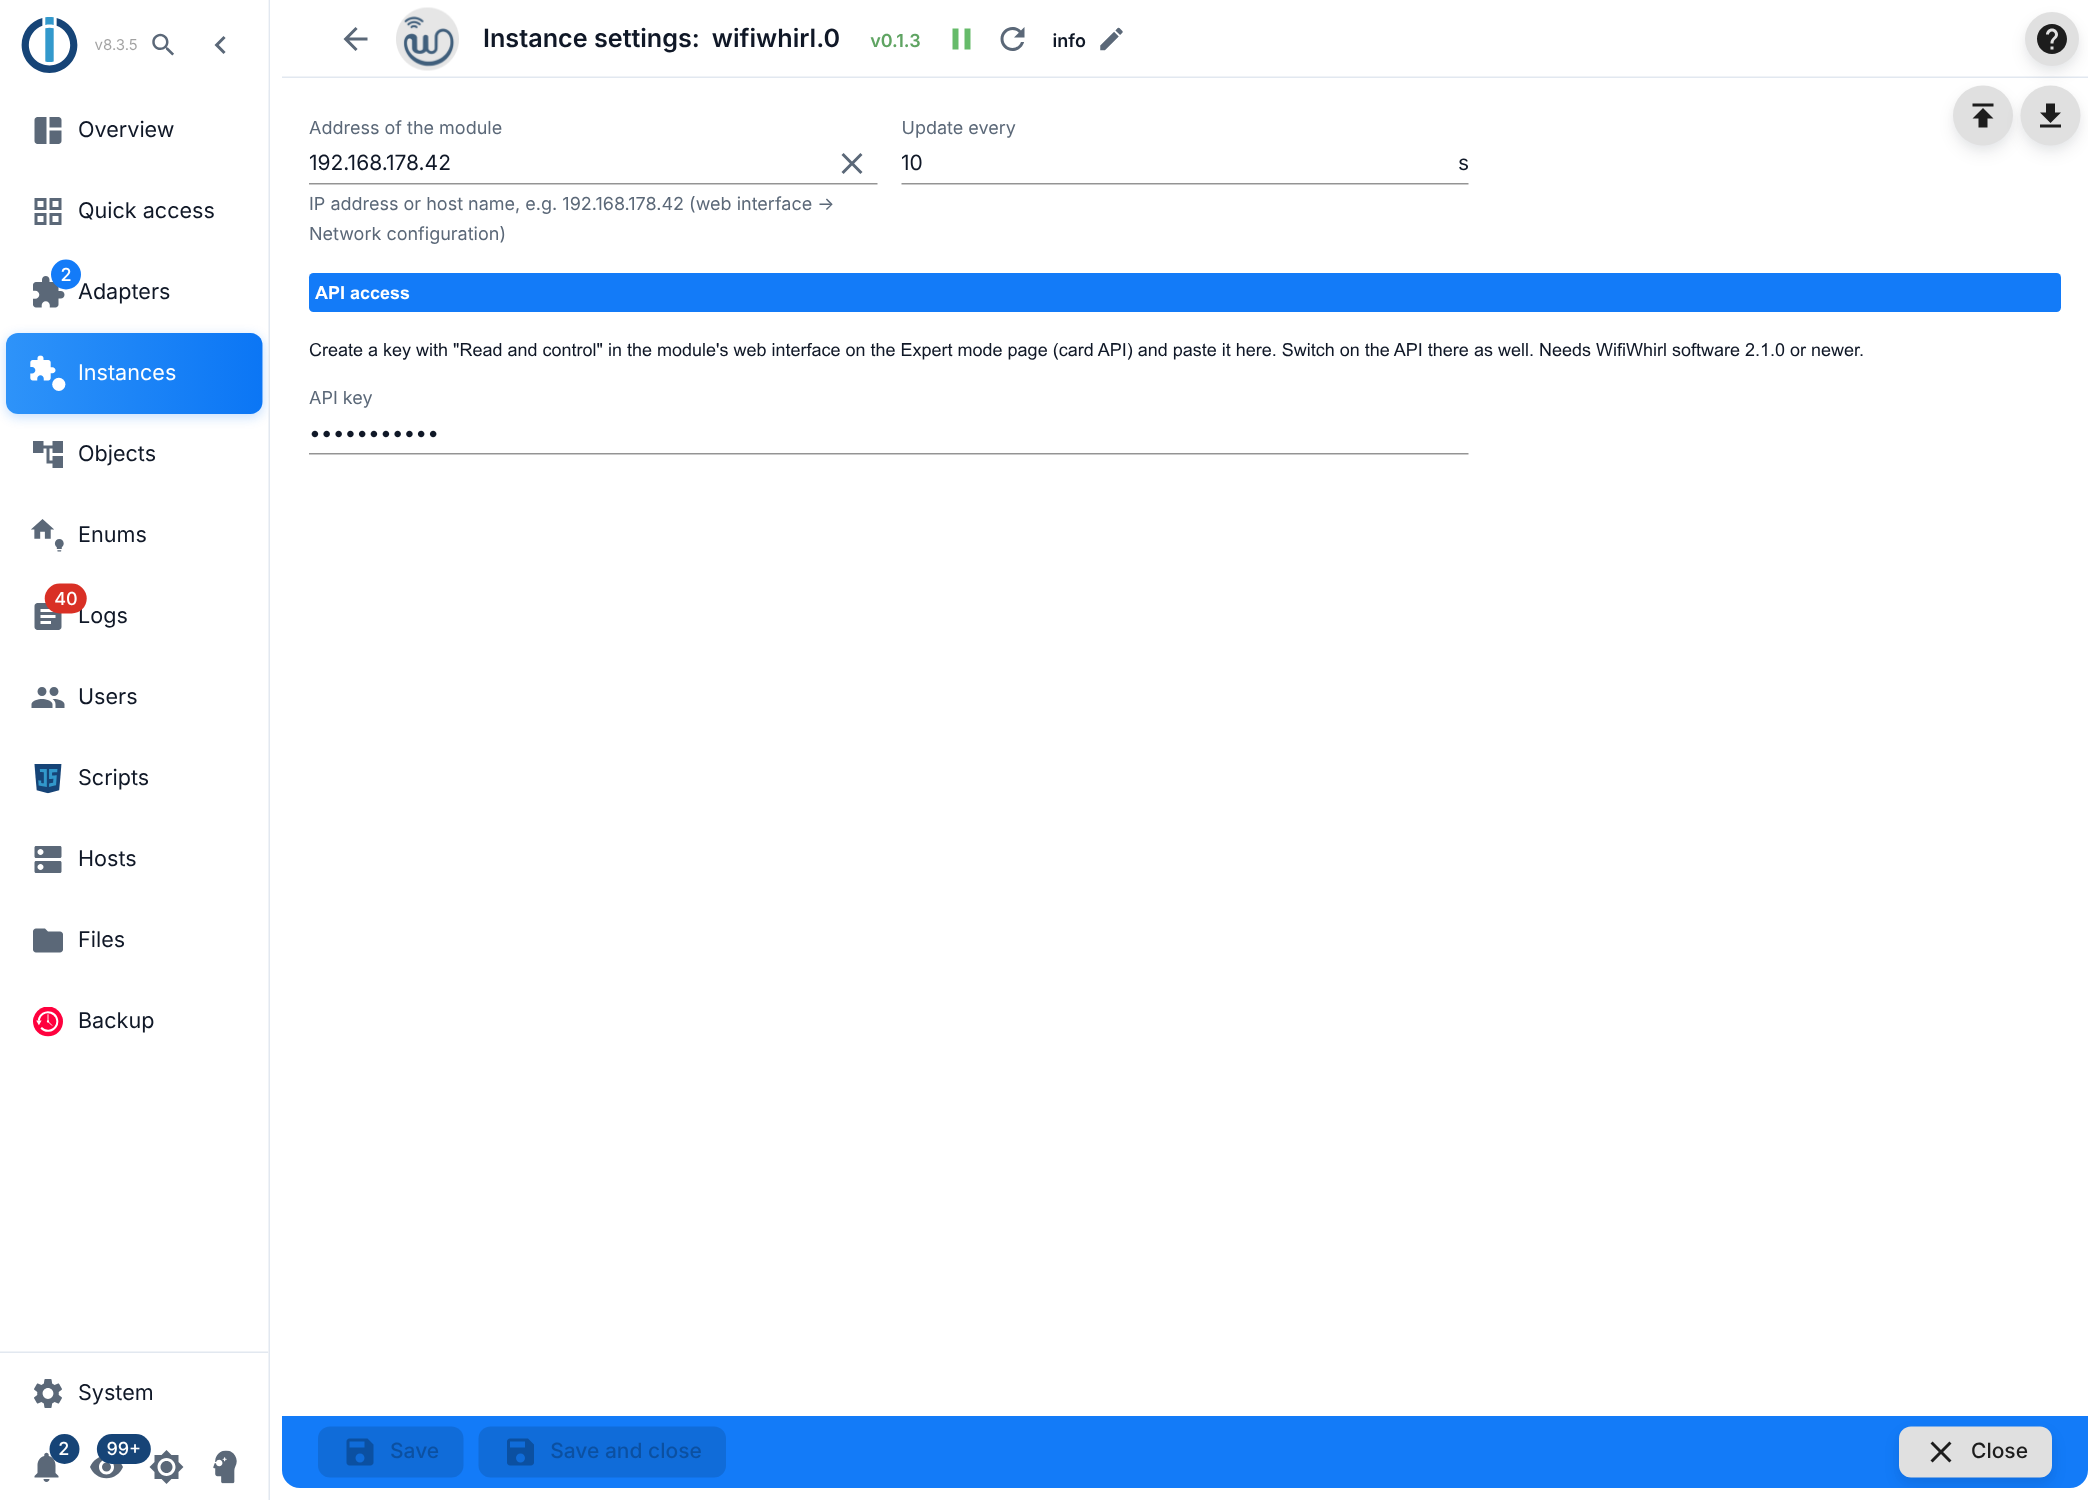 v8.3.5
Instance settings: wifiwhirl.0
v0.1.3
info
Overview
Quick access
2
Adapters
Instances
Objects
Enums
40
Logs
Users
Scripts
Hosts
Files
Backup
System
2
99+
Address of the module
192.168.178.42
IP address or host name, e.g. 192.168.178.42 (web interface →
Network configuration)
Update every
10 s
API access
Create a key with "Read and control" in the module's web interface on the Expert mode page (card API) and paste it here. Switch on the API there as well. Needs WifiWhirl software 2.1.0 or newer.
API key
•••••••••••
Save
Save and close
Close